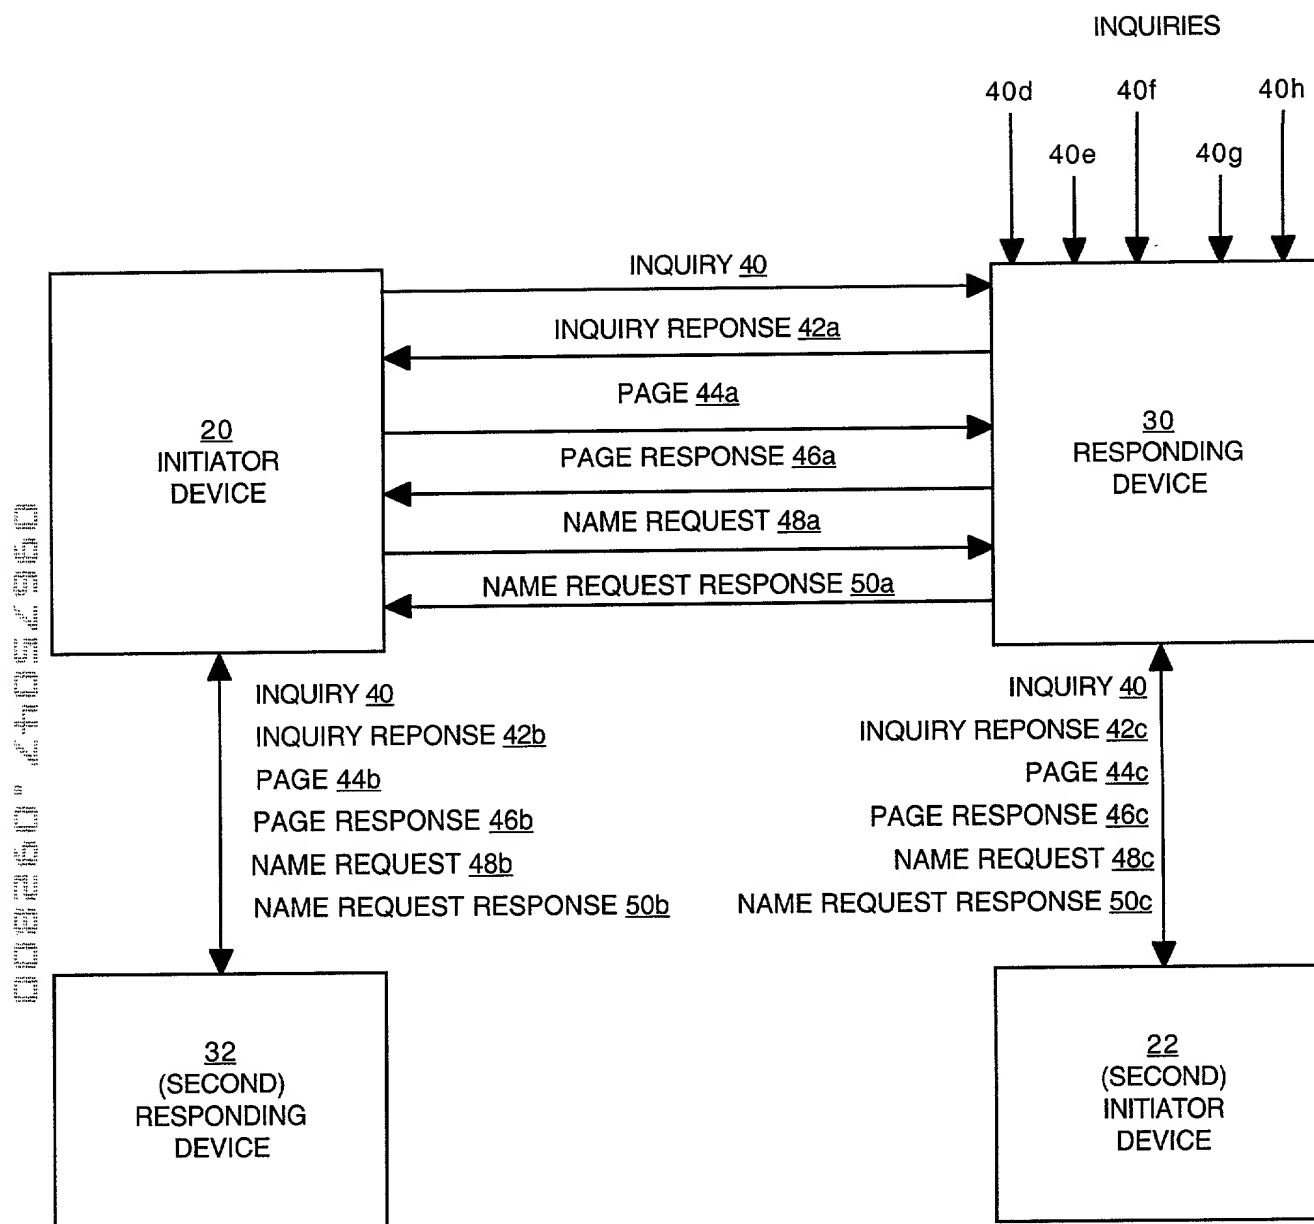 INQUIRIES
40d
40f
40h
40e
40g
INQUIRY 40
INQUIRY REPONSE 42a
PAGE 44a
PAGE RESPONSE 46a
NAME REQUEST 48a
NAME REQUEST RESPONSE 50a
20
INITIATOR
DEVICE
30
RESPONDING
DEVICE
INQUIRY 40
INQUIRY REPONSE 42b
PAGE 44b
PAGE RESPONSE 46b
NAME REQUEST 48b
NAME REQUEST RESPONSE 50b
INQUIRY 40
INQUIRY REPONSE 42c
PAGE 44c
PAGE RESPONSE 46c
NAME REQUEST 48c
NAME REQUEST RESPONSE 50c
32
(SECOND)
RESPONDING
DEVICE
22
(SECOND)
INITIATOR
DEVICE